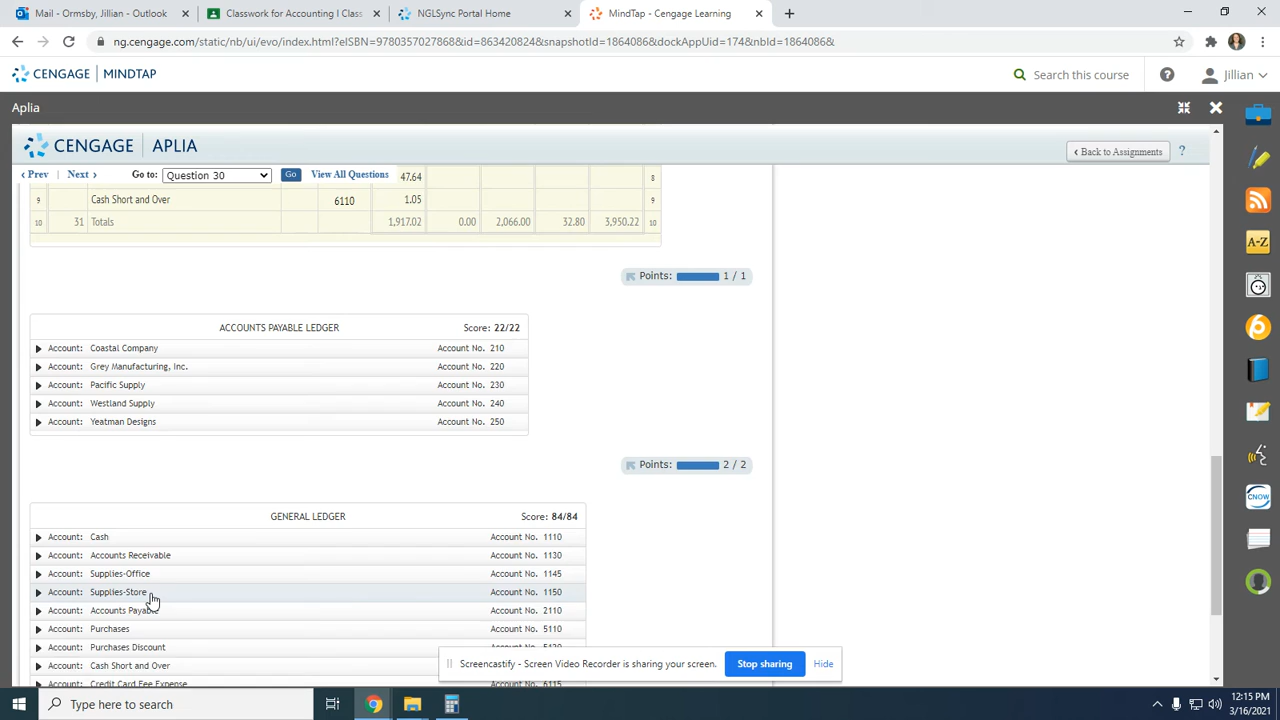 Mail - Ormsby, Jillian - Outlook
Classwork for Accounting I Class
NGLSync Portal Home
MindTap - Cengage Learning
ng.cengage.com/static/nb/ui/evo/index.html?eISBN=9780357027868&id=863420824&snapshotId=1864086&dockAppUid=174&nbId=1864086&
CENGAGE | MINDTAP
Search this course
Jillian
Aplia
CENGAGE | APLIA
Back to Assignments ?
Prev | Next Go to: Question 30 Go View All Questions
47.64 8
9 Cash Short and Over 6110 1.05 9
10 31 Totals 1,917.02 0.00 2,066.00 32.80 3,950.22 10
Points: 1 / 1
ACCOUNTS PAYABLE LEDGER Score: 22/22
Account: Coastal Company Account No. 210
Account: Grey Manufacturing, Inc. Account No. 220
Account: Pacific Supply Account No. 230
Account: Westland Supply Account No. 240
Account: Yeatman Designs Account No. 250
Points: 2 / 2
GENERAL LEDGER Score: 84/84
Account: Cash Account No. 1110
Account: Accounts Receivable Account No. 1130
Account: Supplies-Office Account No. 1145
Account: Supplies-Store Account No. 1150
Account: Accounts Payable Account No. 2110
Account: Purchases Account No. 5110
Account: Purchases Discount
Account: Cash Short and Over
Account: Credit Card Fee Expense Account No. 6115
Screencastify - Screen Video Recorder is sharing your screen. Stop sharing Hide
A-Z
CNOW
Type here to search
12:15 PM
3/16/2021